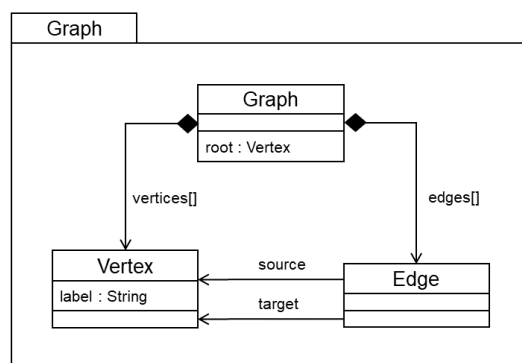 Graph
Graph
root : Vertex
vertices[]
edges[]
Vertex
label : String
source
target
Edge